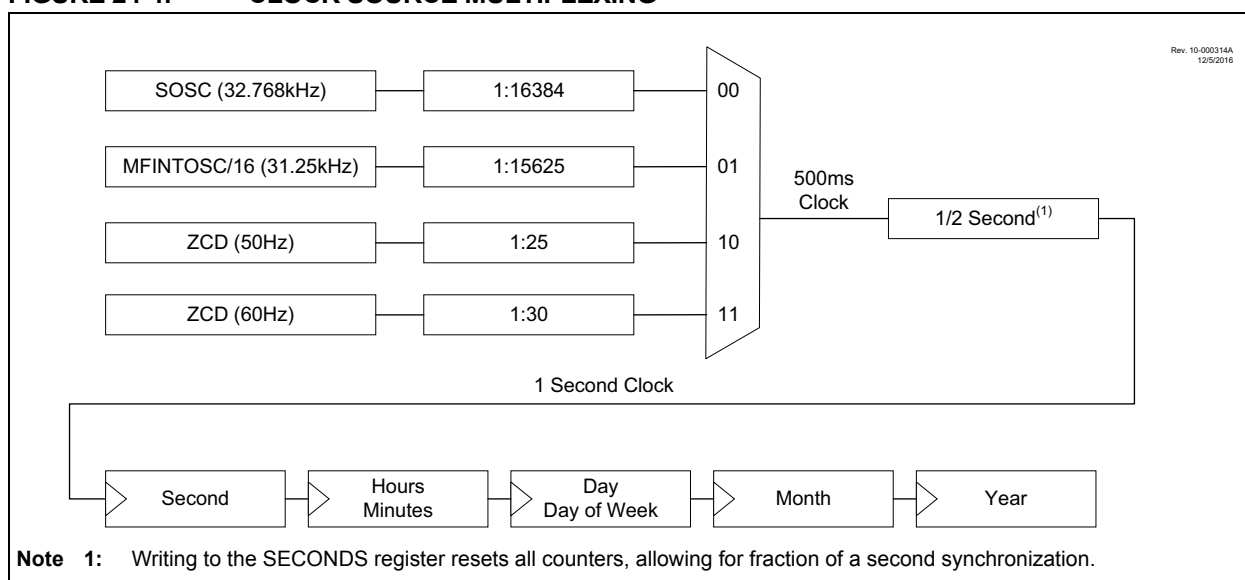 FIGURE 24-1: CLOCK SOURCE MULTIPLEXING
Rev. 10-000314A
12/5/2016
SOSC (32.768kHz) 1:16384 00
MFINTOSC/16 (31.25kHz) 1:15625 01
500ms
Clock
1/2 Second(1)
ZCD (50Hz) 1:25 10
ZCD (60Hz) 1:30 11
1 Second Clock
Second
Hours
Minutes
Day
Day of Week
Month
Year
Note 1: Writing to the SECONDS register resets all counters, allowing for fraction of a second synchronization.